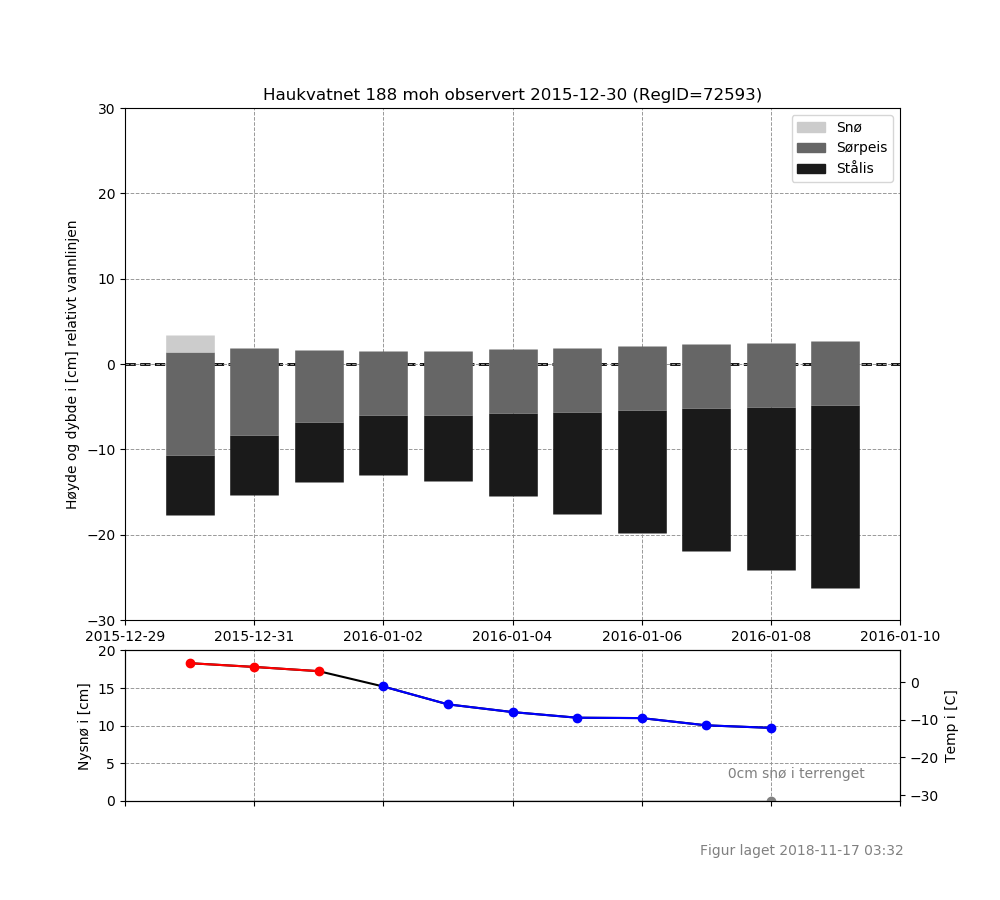 Haukvatnet 188 moh observert 2015-12-30 (RegID=72593)
30
20
10
0
−10
−20
−30
Høyde og dybde i [cm] relativt vannlinjen
Snø
Sørpeis
Stålis
2015-12-29 2015-12-31 2016-01-02 2016-01-04 2016-01-06 2016-01-08 2016-01-10
20
15
10
5
0
Nysnø i [cm]
0
−10
−20
−30
Temp i [C]
0cm snø i terrenget
Figur laget 2018-11-17 03:32